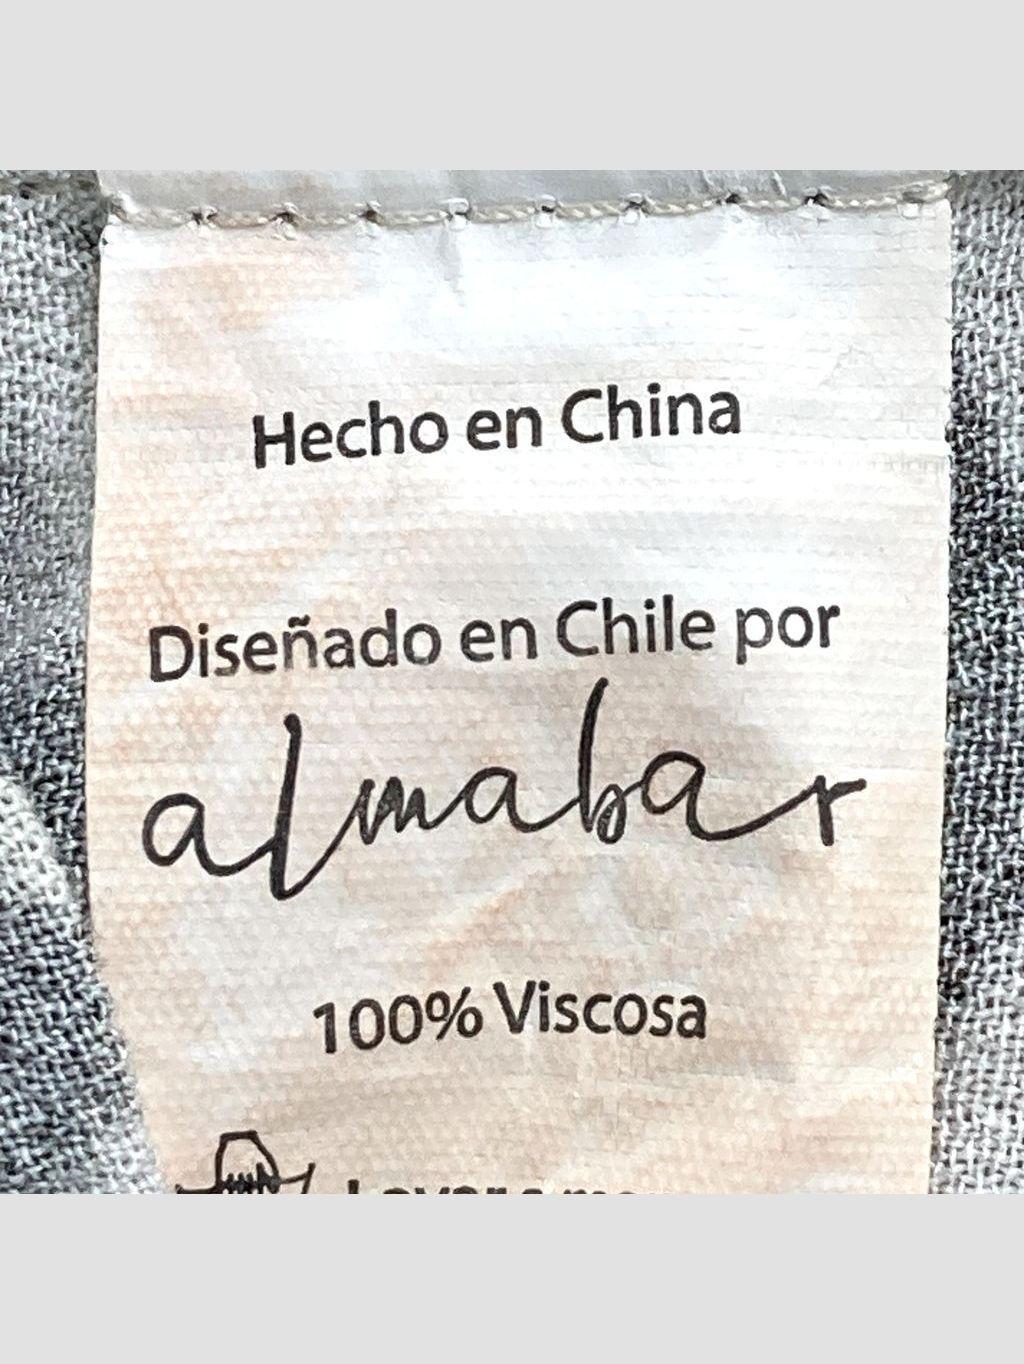 Hecho en China
Diseñado en Chile por
almabar
100% Viscosa